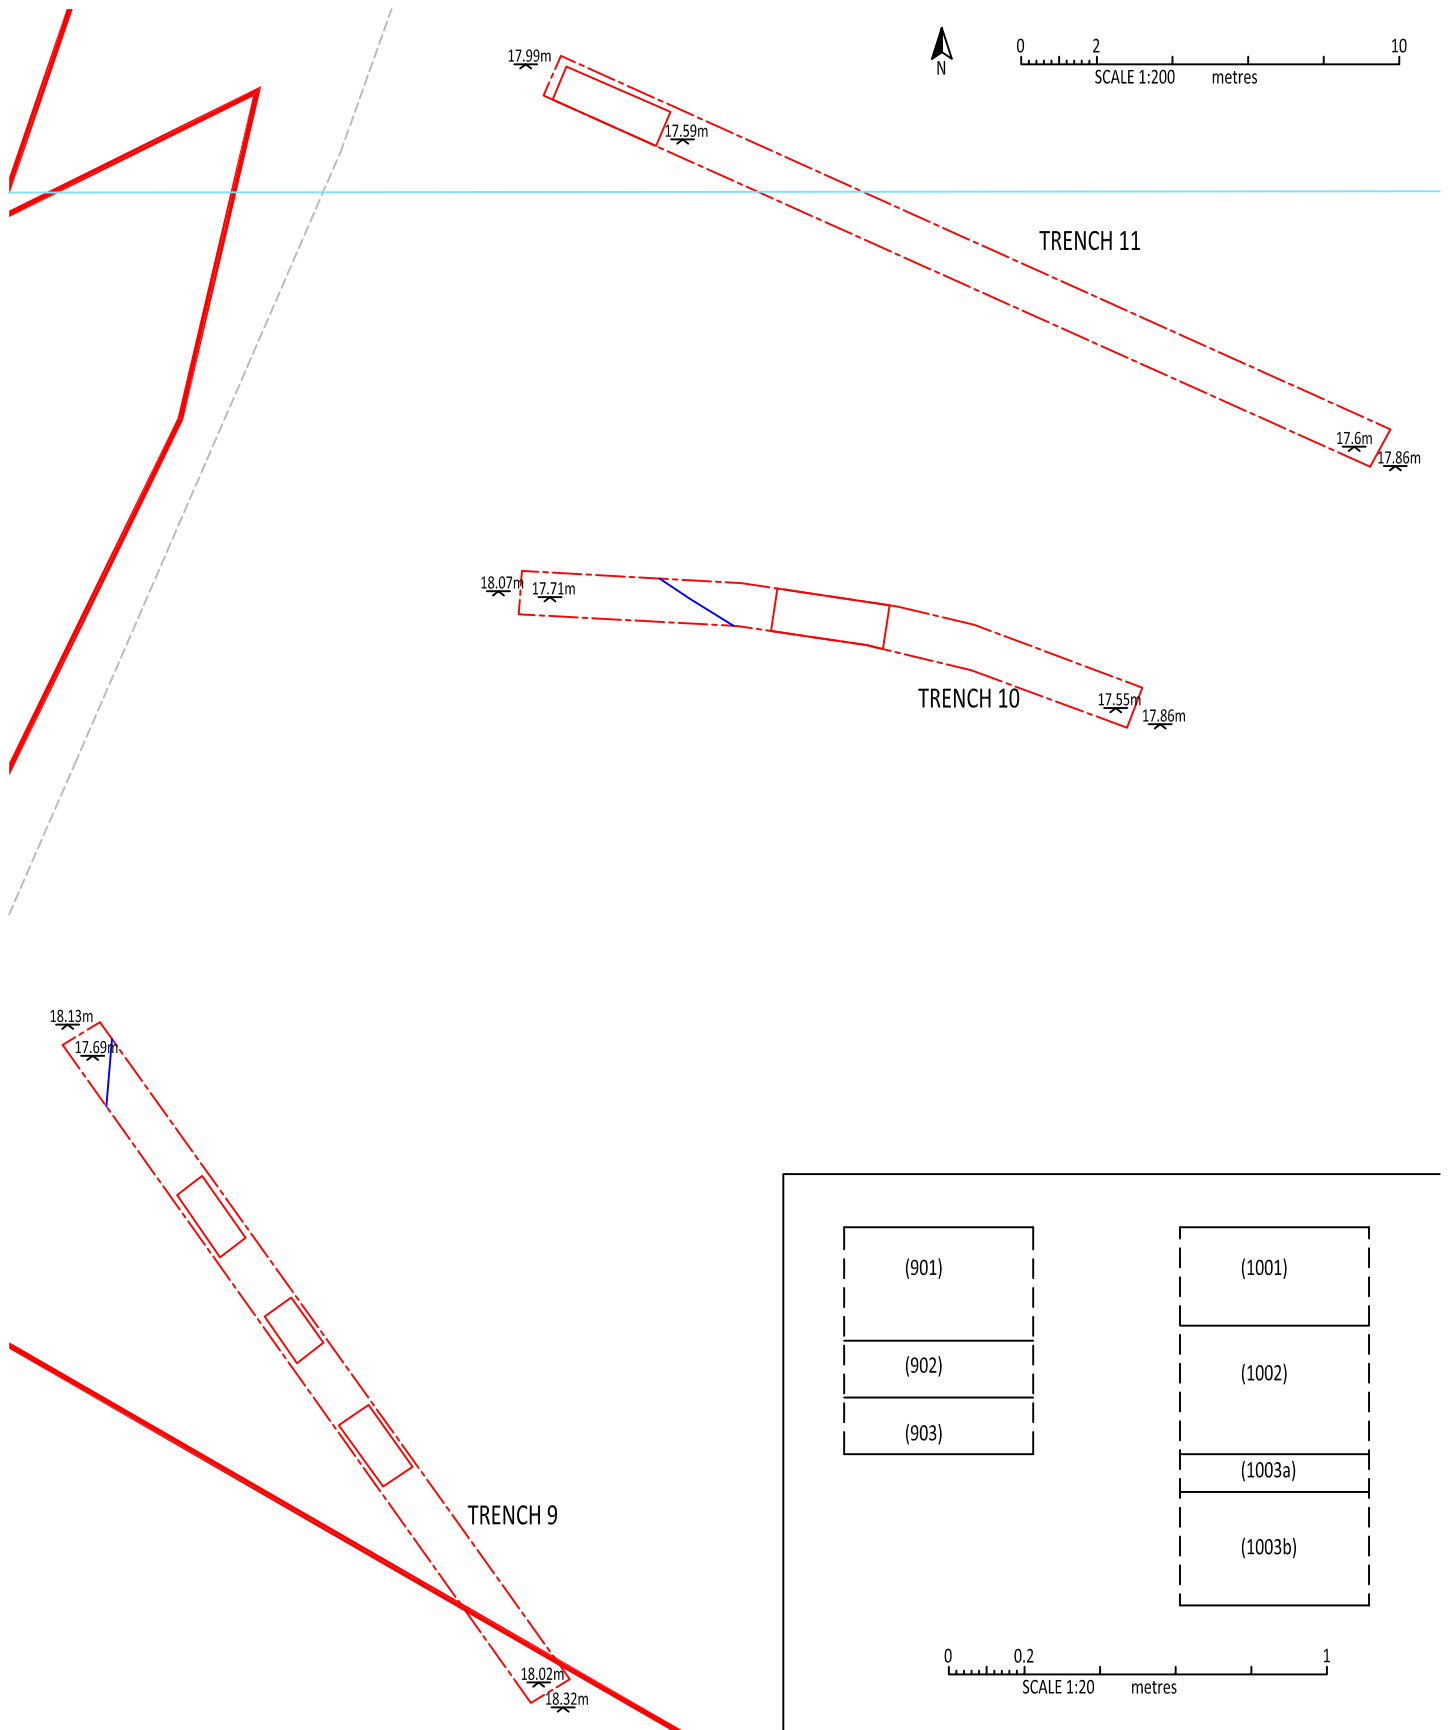 17.99m
0 2 10
SCALE 1:200 metres
N
17.59m
TRENCH 11
17.6m
17.86m
18.07m
17.71m
TRENCH 10
17.55m
17.86m
18.13m
17.69m
TRENCH 9
18.02m
18.32m
(901)
(902)
(903)
(1001)
(1002)
(1003a)
(1003b)
0 0.2 1
SCALE 1:20 metres